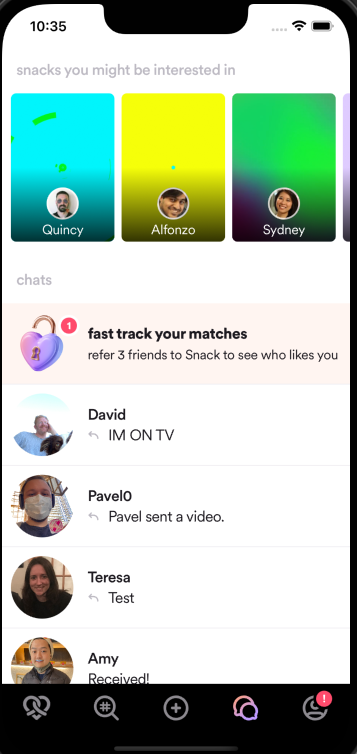 10:35
snacks you might be interested in
Quincy
Alfonzo
Sydney
chats
1
fast track your matches
refer 3 friends to Snack to see who likes you
David
IM ON TV
Pavel0
Pavel sent a video.
Teresa
Test
Amy
Received!
!